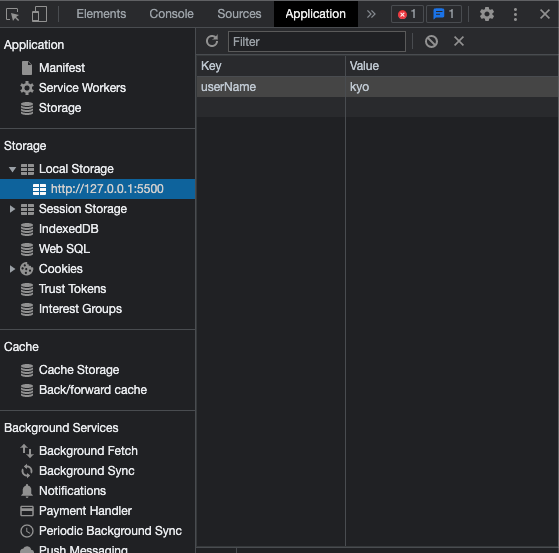 Elements Console Sources Application » 1 1
Application
Manifest
Service Workers
Storage
Storage
Local Storage
http://127.0.0.1:5500
Session Storage
IndexedDB
Web SQL
Cookies
Trust Tokens
Interest Groups
Cache
Cache Storage
Back/forward cache
Background Services
Background Fetch
Background Sync
Notifications
Payment Handler
Periodic Background Sync
Push Messaging
Filter
Key Value
userName kyo